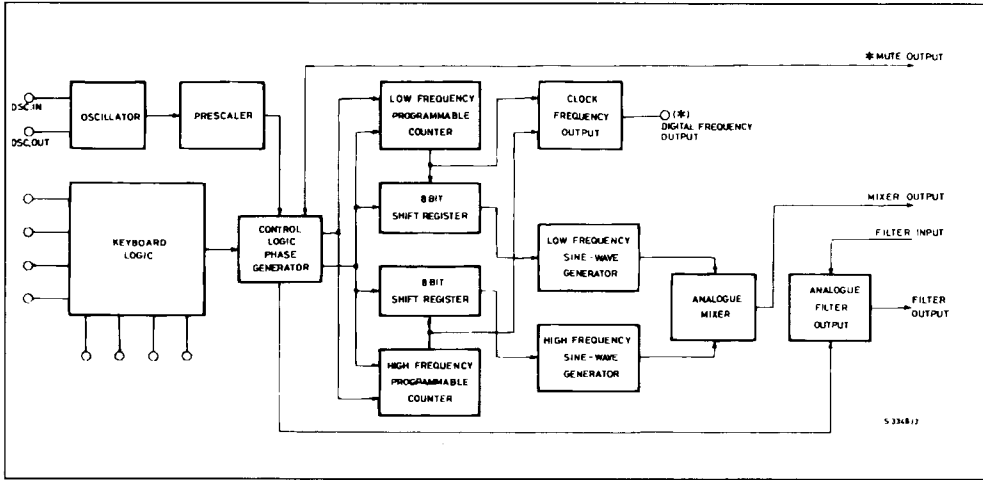 * MUTE OUTPUT
OSC.IN
OSCILLATOR
PRESCALER
OSC.OUT
LOW FREQUENCY
PROGRAMMABLE
COUNTER
CLOCK
FREQUENCY
OUTPUT
(*)
DIGITAL FREQUENCY
OUTPUT
KEYBOARD
LOGIC
CONTROL
LOGIC
PHASE
GENERATOR
8 BIT
SHIFT REGISTER
LOW FREQUENCY
SINE-WAVE
GENERATOR
MIXER OUTPUT
FILTER INPUT
8 BIT
SHIFT REGISTER
ANALOGUE
MIXER
ANALOGUE
FILTER
OUTPUT
FILTER
OUTPUT
HIGH FREQUENCY
PROGRAMMABLE
COUNTER
HIGH FREQUENCY
SINE-WAVE
GENERATOR